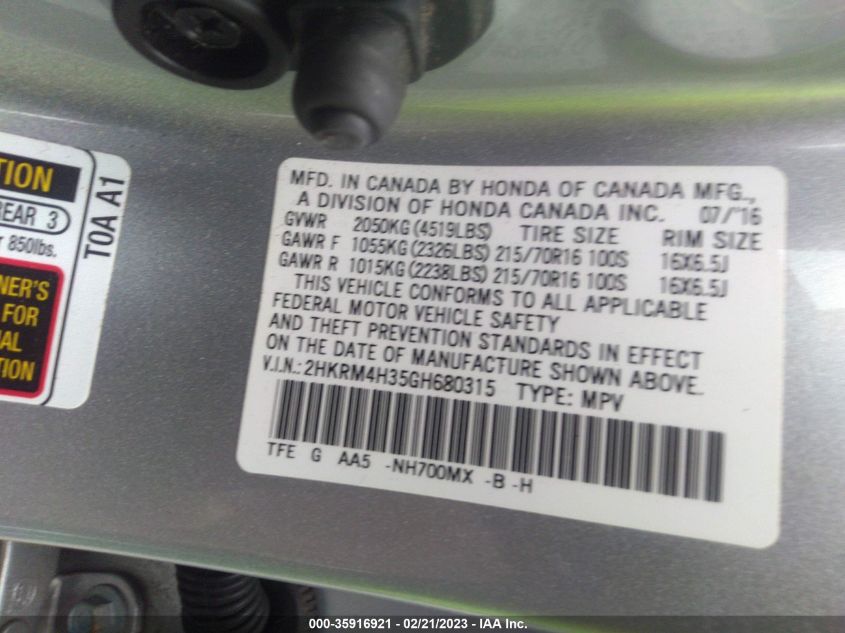 TION
REAR 3
850lbs.
NER'S
FOR
AL
TION
T0A A1
MFD. IN CANADA BY HONDA OF CANADA MFG.,
A DIVISION OF HONDA CANADA INC. 07/'16
GVWR 2050KG(4519LBS) TIRE SIZE RIM SIZE
GAWR F 1055KG(2326LBS) 215/70R16 100S 16X6.5J
GAWR R 1015KG(2238LBS) 215/70R16 100S 16X6.5J
THIS VEHICLE CONFORMS TO ALL APPLICABLE
FEDERAL MOTOR VEHICLE SAFETY
AND THEFT PREVENTION STANDARDS IN EFFECT
ON THE DATE OF MANUFACTURE SHOWN ABOVE.
V.I.N.:2HKRM4H35GH680315 TYPE: MPV
TFE G AA5 -NH700MX -B -H
000-35916921 - 02/21/2023 - IAA Inc.